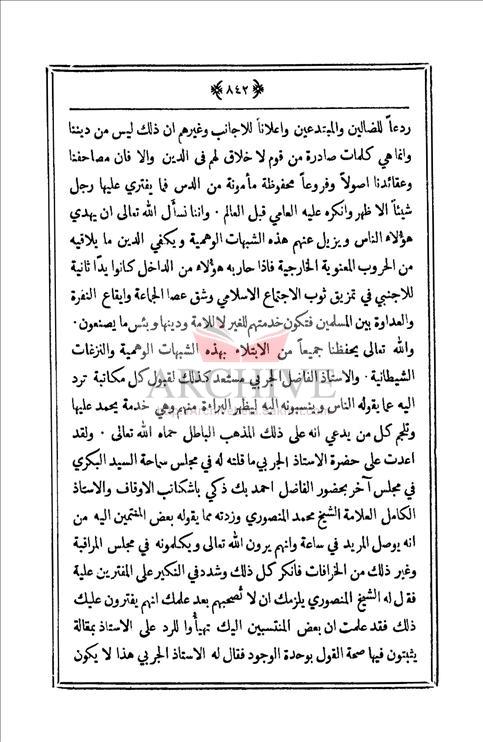 ﴿٨٤٢﴾
ردعاً للضالين والمبتدعين واعلاناً للاجانب وغيرهم ان ذلك ليس من ديننا
وانما هي كلمات صادرة من قوم لا خلاق لهم في الدين والا فان مصاحفنا
وعقائدنا اصولاً وفروعاً محفوظة مأمونة من الدس فما يفتري عليها رجل
شيئاً الا ظهر وانكره عليه العامي قبل العالم . واننا نسأل الله تعالى ان يهدي
هؤلاء الناس ويزيل عنهم هذه الشبهات الوهمية ويكفي الدين ما يلاقيه
من الحروب المعنوية الخارجية فاذا حاربه هؤلاء من الداخل كانوا يدًا ثانية
للاجنبي في تمزيق ثوب الاجتماع الاسلامي وشق عصا الجماعة وايقاع النفرة
والعداوة بين المسلمين فتكون خدمتهم للغير لا للامة ودينها وبئس ما يصنعون .
والله تعالى يحفظنا جميعاً من الابتلاء بهذه الشبهات الوهمية والنزغات
الشيطانية . والاستاذ الفاضل الجربي مستعد كذلك لقبول كل مكاتبة ترد
اليه عما يقوله الناس وينسبونه اليه ليظهر البراءة منهم وهي خدمة يحمد عليها
وتلجم كل من يدعي انه على ذلك المذهب الباطل حماه الله تعالى . ولقد
اعدت على حضرة الاستاذ الجربي ما قلته له في مجلس سماحة السيد البكري
في مجلس آخر بحضور الفاضل احمد بك ذكي باشكاتب الاوقاف والاستاذ
الكامل العلامة الشيخ محمد المنصوري وزدته مما يقوله بعض المنتمين اليه من
انه يوصل المريد في ساعة وانهم يرون الله تعالى ويكلمونه في مجلس المراقبة
وغير ذلك من الخرافات فأنكر كل ذلك وشدد في النكير على المفترين علية
فقال له الشيخ المنصوري يلزمك ان لا تصحبهم بعد علمك انهم يفترون عليك
ذلك فقد علمت ان بعض المنتسبين اليك تهيأوا للرد على الاستاذ بمقالة
يثبتون فيها صحة القول بوحدة الوجود فقال له الاستاذ الجربي هذا لا يكون
ARCHIVE